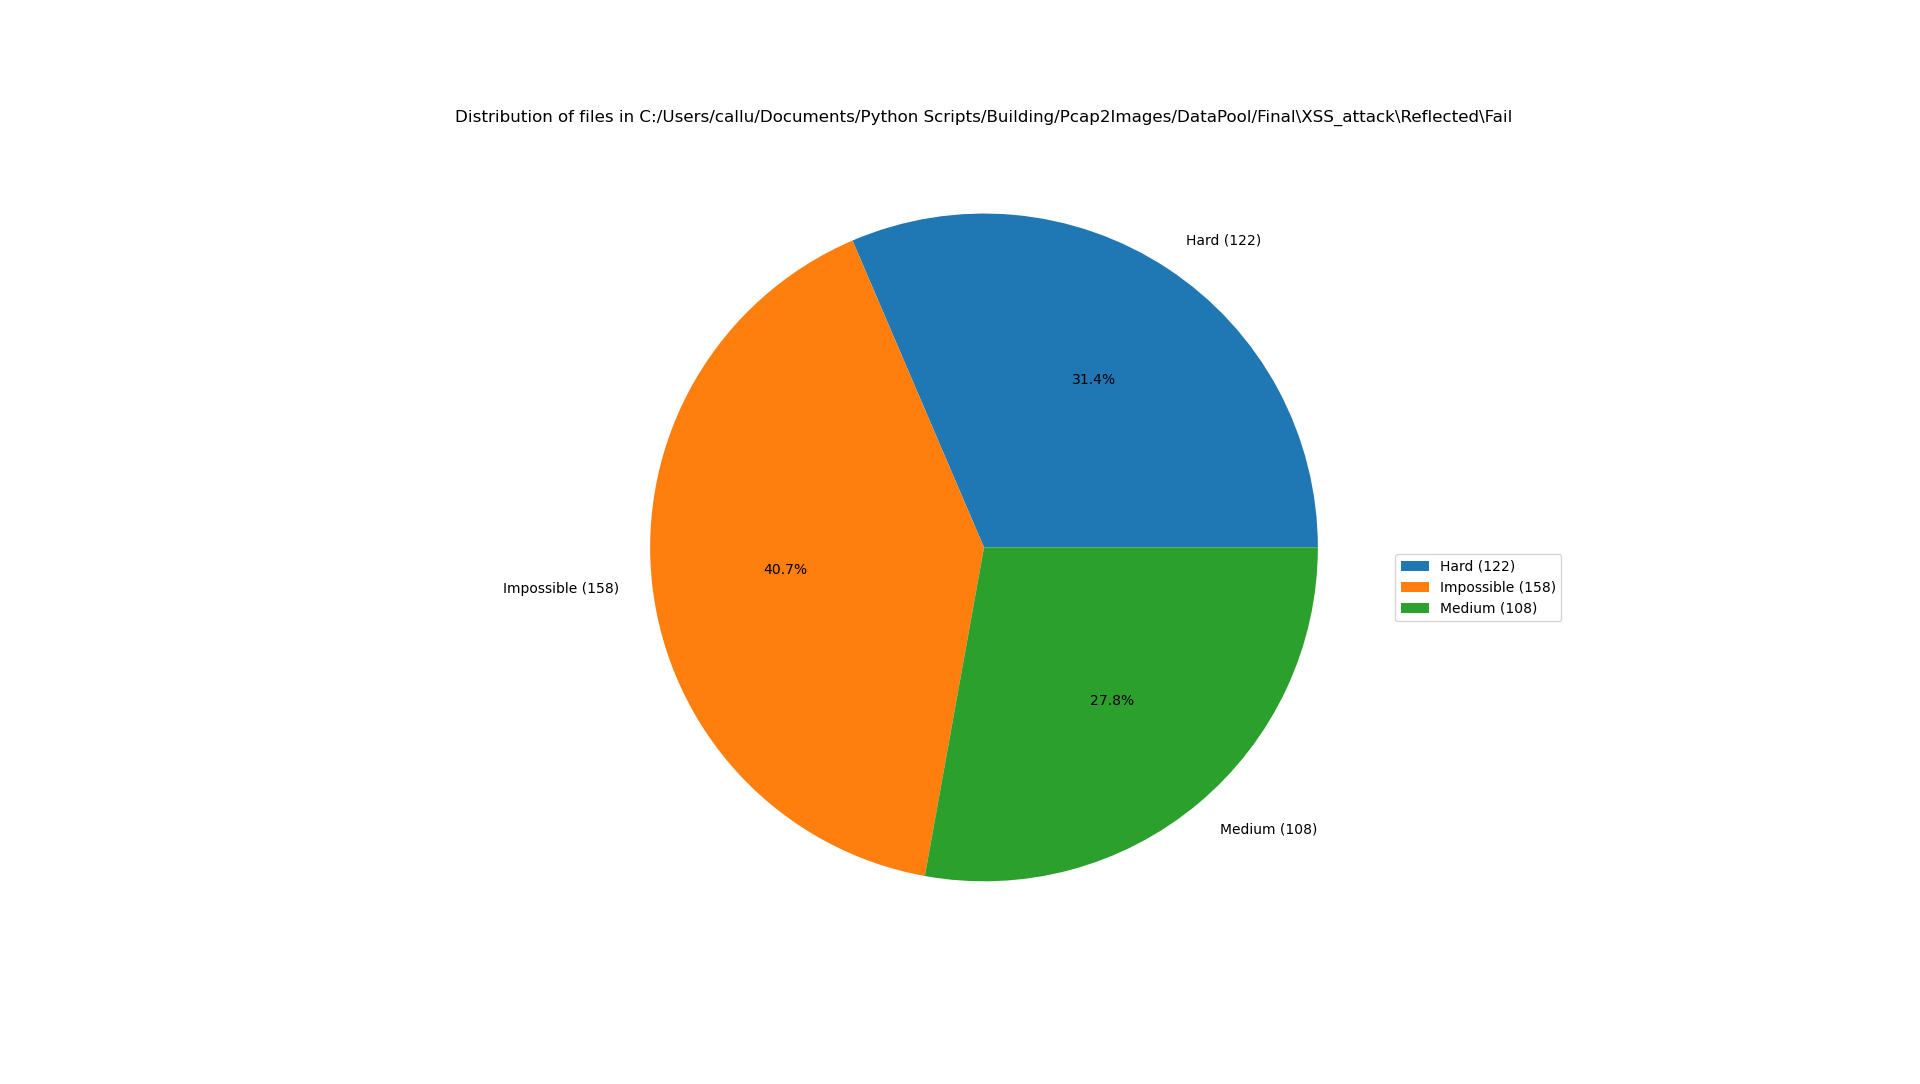 Distribution of files in C:/Users/callu/Documents/Python Scripts/Building/Pcap2Images/DataPool/Final\XSS_attack\Reflected\Fail
Hard (122)
31.4%
40.7%
Impossible (158)
27.8%
Medium (108)
Hard (122)
Impossible (158)
Medium (108)